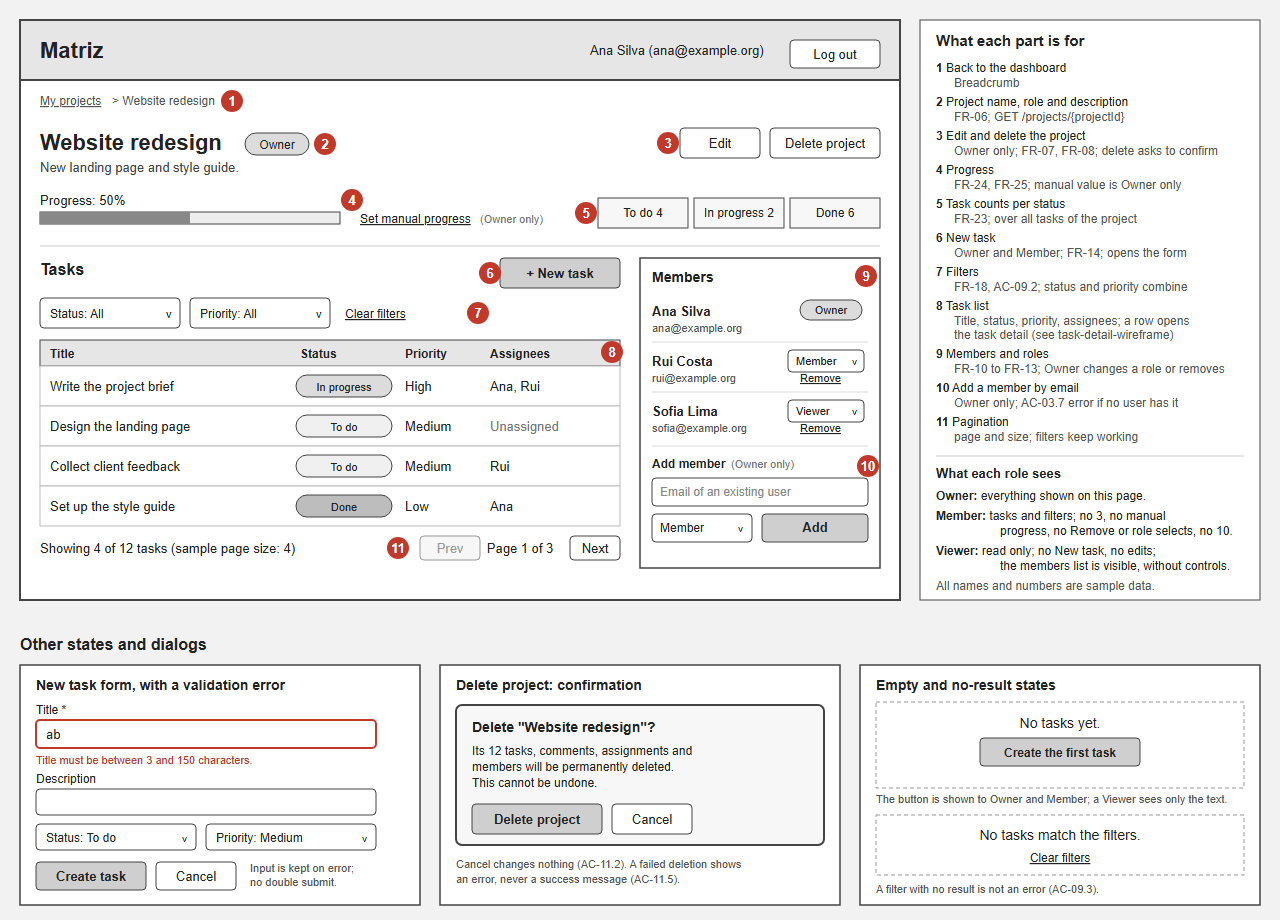 Matriz
Ana Silva (ana@example.org)
Log out
My projects > Website redesign 1
Website redesign
Owner
2
3
Edit
Delete project
New landing page and style guide.
Progress: 50%
4
Set manual progress (Owner only)
5
To do 4
In progress 2
Done 6
Tasks
6
+ New task
Status: All v
Priority: All v
Clear filters
7
Title Status Priority Assignees 8
Write the project brief In progress High Ana, Rui
Design the landing page To do Medium Unassigned
Collect client feedback To do Medium Rui
Set up the style guide Done Low Ana
Showing 4 of 12 tasks (sample page size: 4)
11
Prev
Page 1 of 3
Next
Members
9
Ana Silva
Owner
ana@example.org
Rui Costa
Member v
rui@example.org
Remove
Sofia Lima
Viewer v
sofia@example.org
Remove
Add member (Owner only)
10
Email of an existing user
Member v
Add
What each part is for
1 Back to the dashboard
Breadcrumb
2 Project name, role and description
FR-06; GET /projects/{projectId}
3 Edit and delete the project
Owner only; FR-07, FR-08; delete asks to confirm
4 Progress
FR-24, FR-25; manual value is Owner only
5 Task counts per status
FR-23; over all tasks of the project
6 New task
Owner and Member; FR-14; opens the form
7 Filters
FR-18, AC-09.2; status and priority combine
8 Task list
Title, status, priority, assignees; a row opens
the task detail (see task-detail-wireframe)
9 Members and roles
FR-10 to FR-13; Owner changes a role or removes
10 Add a member by email
Owner only; AC-03.7 error if no user has it
11 Pagination
page and size; filters keep working
What each role sees
Owner: everything shown on this page.
Member: tasks and filters; no 3, no manual
progress, no Remove or role selects, no 10.
Viewer: read only; no New task, no edits;
the members list is visible, without controls.
All names and numbers are sample data.
Other states and dialogs
New task form, with a validation error
Title *
ab
Title must be between 3 and 150 characters.
Description
Status: To do v
Priority: Medium v
Create task
Cancel
Input is kept on error;
no double submit.
Delete project: confirmation
Delete "Website redesign"?
Its 12 tasks, comments, assignments and
members will be permanently deleted.
This cannot be undone.
Delete project
Cancel
Cancel changes nothing (AC-11.2). A failed deletion shows
an error, never a success message (AC-11.5).
Empty and no-result states
No tasks yet.
Create the first task
The button is shown to Owner and Member; a Viewer sees only the text.
No tasks match the filters.
Clear filters
A filter with no result is not an error (AC-09.3).